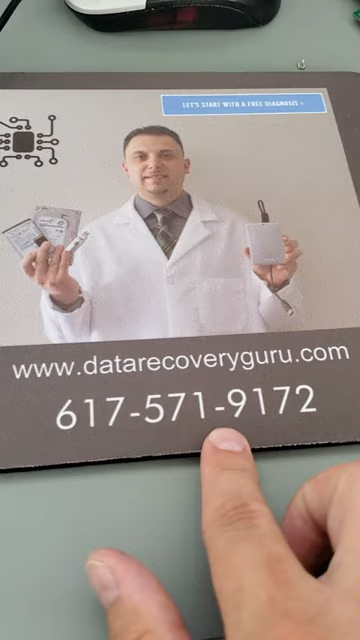 LET'S START WITH A FREE DIAGNOSIS >
www.datarecoveryguru.com
617-571-9172